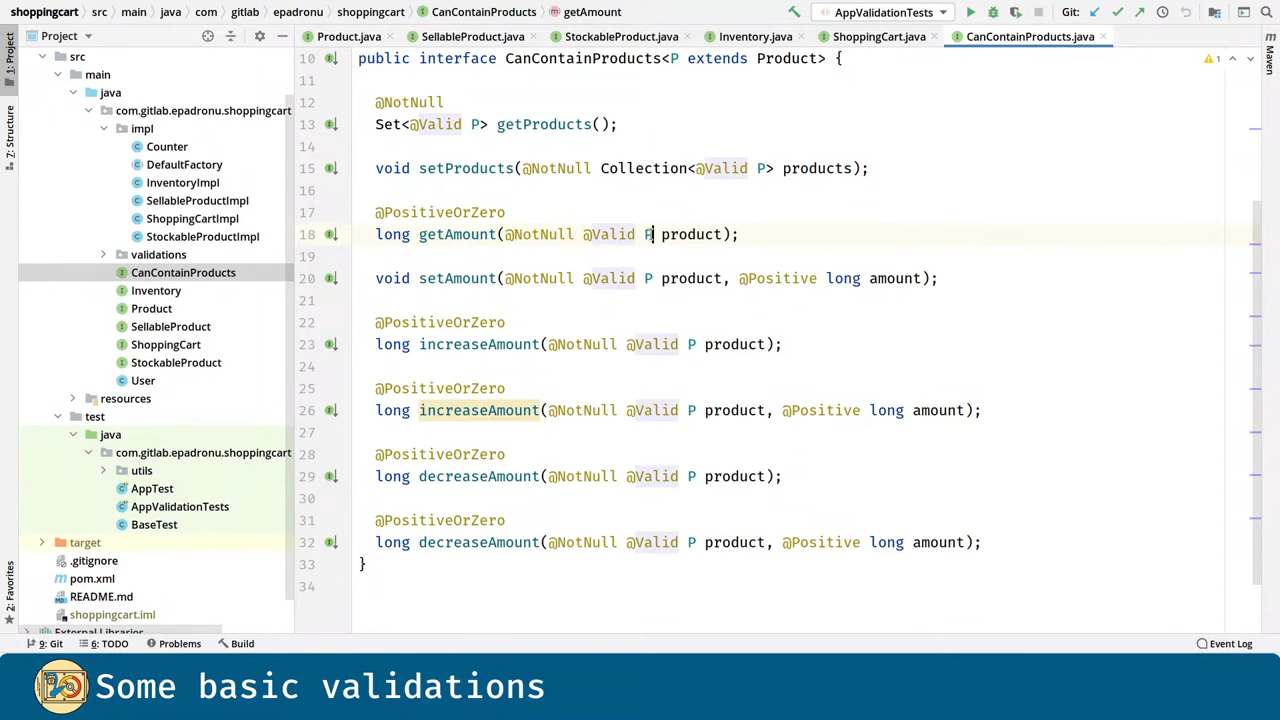 shoppingcart src main java com gitlab epadronu shoppingcart CanContainProducts getAmount AppValidationTests Git:
1: Project
7: Structure
2: Favorites
Maven
Project
Product.java SellableProduct.java StockableProduct.java Inventory.java ShoppingCart.java CanContainProducts.java
src
main
java
com.gitlab.epadronu.shoppingcart
impl
Counter
DefaultFactory
InventoryImpl
SellableProductImpl
ShoppingCartImpl
StockableProductImpl
validations
CanContainProducts
Inventory
Product
SellableProduct
ShoppingCart
StockableProduct
User
resources
test
java
com.gitlab.epadronu.shoppingcart
utils
AppTest
AppValidationTests
BaseTest
target
.gitignore
pom.xml
README.md
shoppingcart.iml
External Libraries
10 public interface CanContainProducts<P extends Product> {
11
12 @NotNull
13 Set<@Valid P> getProducts();
14
15 void setProducts(@NotNull Collection<@Valid P> products);
16
17 @PositiveOrZero
18 long getAmount(@NotNull @Valid P product);
19
20 void setAmount(@NotNull @Valid P product, @Positive long amount);
21
22 @PositiveOrZero
23 long increaseAmount(@NotNull @Valid P product);
24
25 @PositiveOrZero
26 long increaseAmount(@NotNull @Valid P product, @Positive long amount);
27
28 @PositiveOrZero
29 long decreaseAmount(@NotNull @Valid P product);
30
31 @PositiveOrZero
32 long decreaseAmount(@NotNull @Valid P product, @Positive long amount);
33 }
34
1
9: Git 6: TODO Problems Build Event Log
Some basic validations